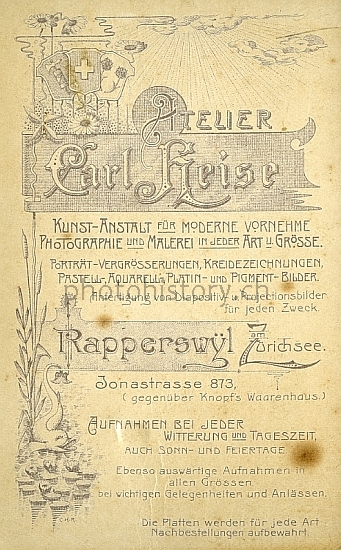 Atelier
Carl Heise
Kunst-Anstalt für moderne vornehme
Photographie und Malerei in jeder Art u. Grösse.
Porträt-Vergrösserungen, Kreidezeichnungen,
Pastell-, Aquarell-, Platin- und Pigment-Bilder.
photohistory.ch
Anfertigung von Diapositiv- u. Projectionsbilder
für jeden Zweck.
Rapperswÿl am Zürichsee.
Jonastrasse 873,
(gegenüber Knopfs Waarenhaus.)
Aufnahmen bei jeder
Witterung und Tageszeit,
auch Sonn- und Feiertage
Ebenso auswärtige Aufnahmen in
allen Grössen
bei wichtigen Gelegenheiten und Anlässen.
Die Platten werden für jede Art
Nachbestellungen aufbewahrt.